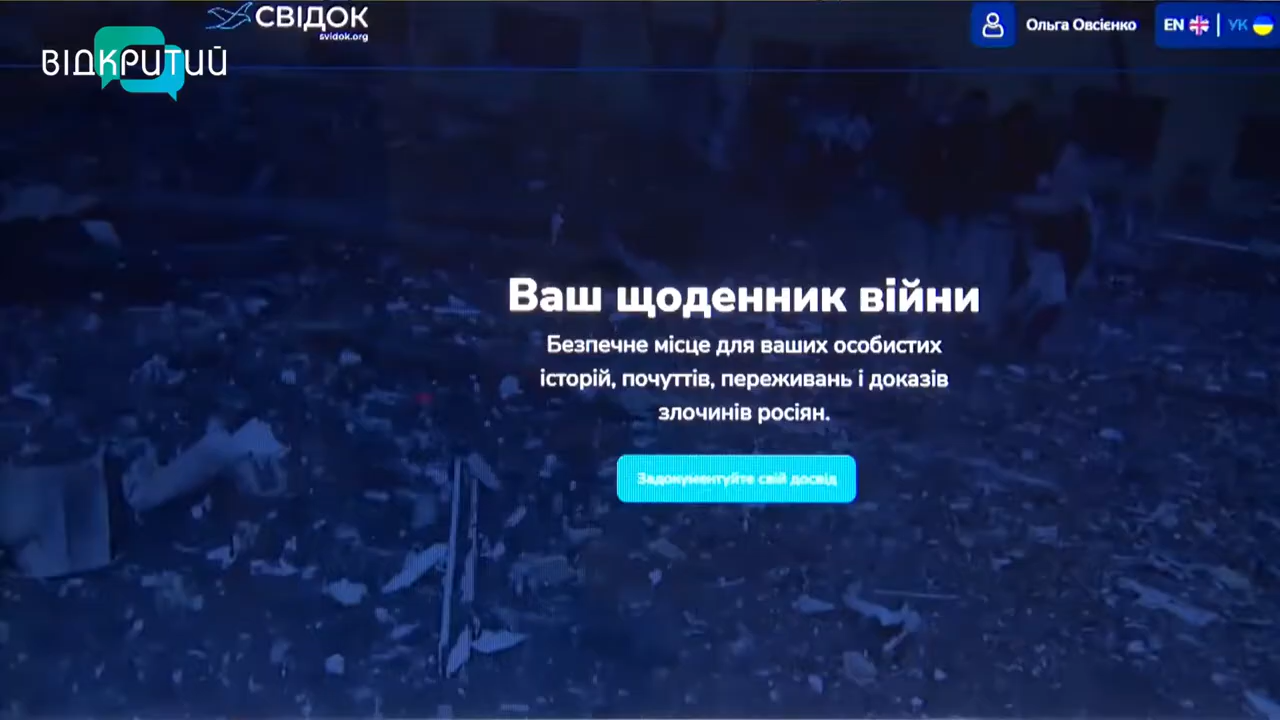 СВІДОК
svidok.org
Ольга Овсієнко
EN | УК
ВІДКРИТИЙ
Ваш щоденник війни
Безпечне місце для ваших особистих
історій, почуттів, переживань і доказів
злочинів росіян.
Задокументуйте свій досвід